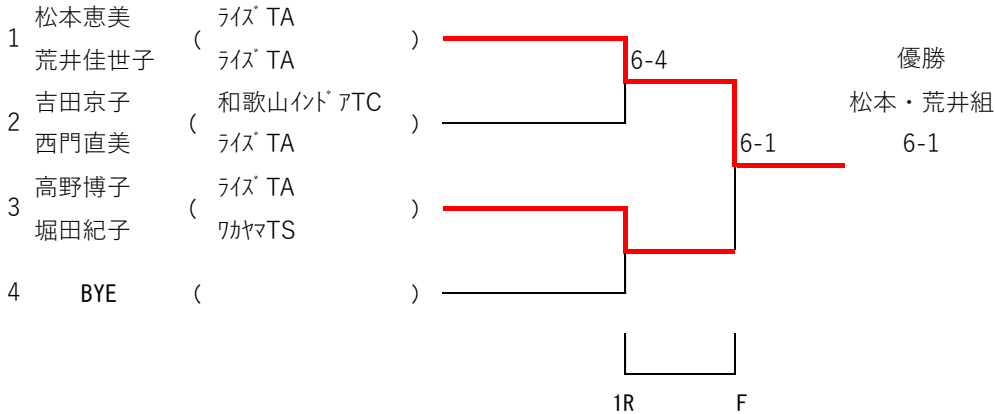 松本恵美 ﾗｲｽﾞTA
1 ( )
荒井佳世子 ﾗｲｽﾞTA
6-4
優勝
吉田京子 和歌山ｲﾝﾄﾞｱTC
松本・荒井組
2 ( )
西門直美 ﾗｲｽﾞTA
6-1
6-1
高野博子 ﾗｲｽﾞTA
3 ( )
堀田紀子 ﾜｶﾔﾏTS
4 BYE ( )
1R F